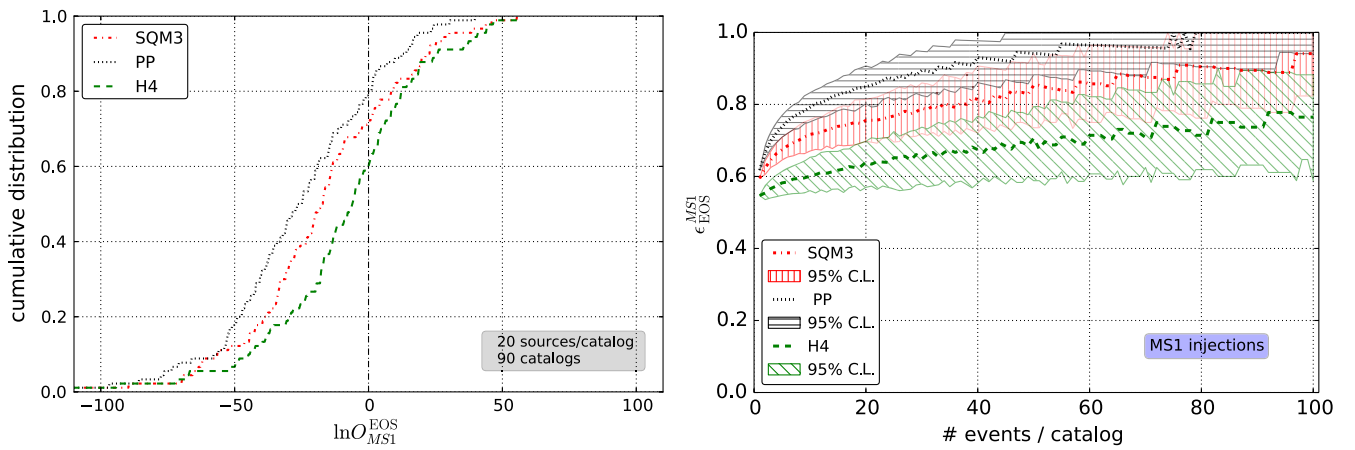 1.0
0.8
0.6
0.4
0.2
0.0
cumulative distribution
SQM3
PP
H4
20 sources/catalog
90 catalogs
−100
−50
0
50
100
ln O_{MS1}^{EOS}
1.0
0.8
0.6
0.4
0.2
0.0
ϵ_{EOS}^{MS1}
SQM3
95% C.L.
PP
95% C.L.
H4
95% C.L.
MS1 injections
0
20
40
60
80
100
# events / catalog